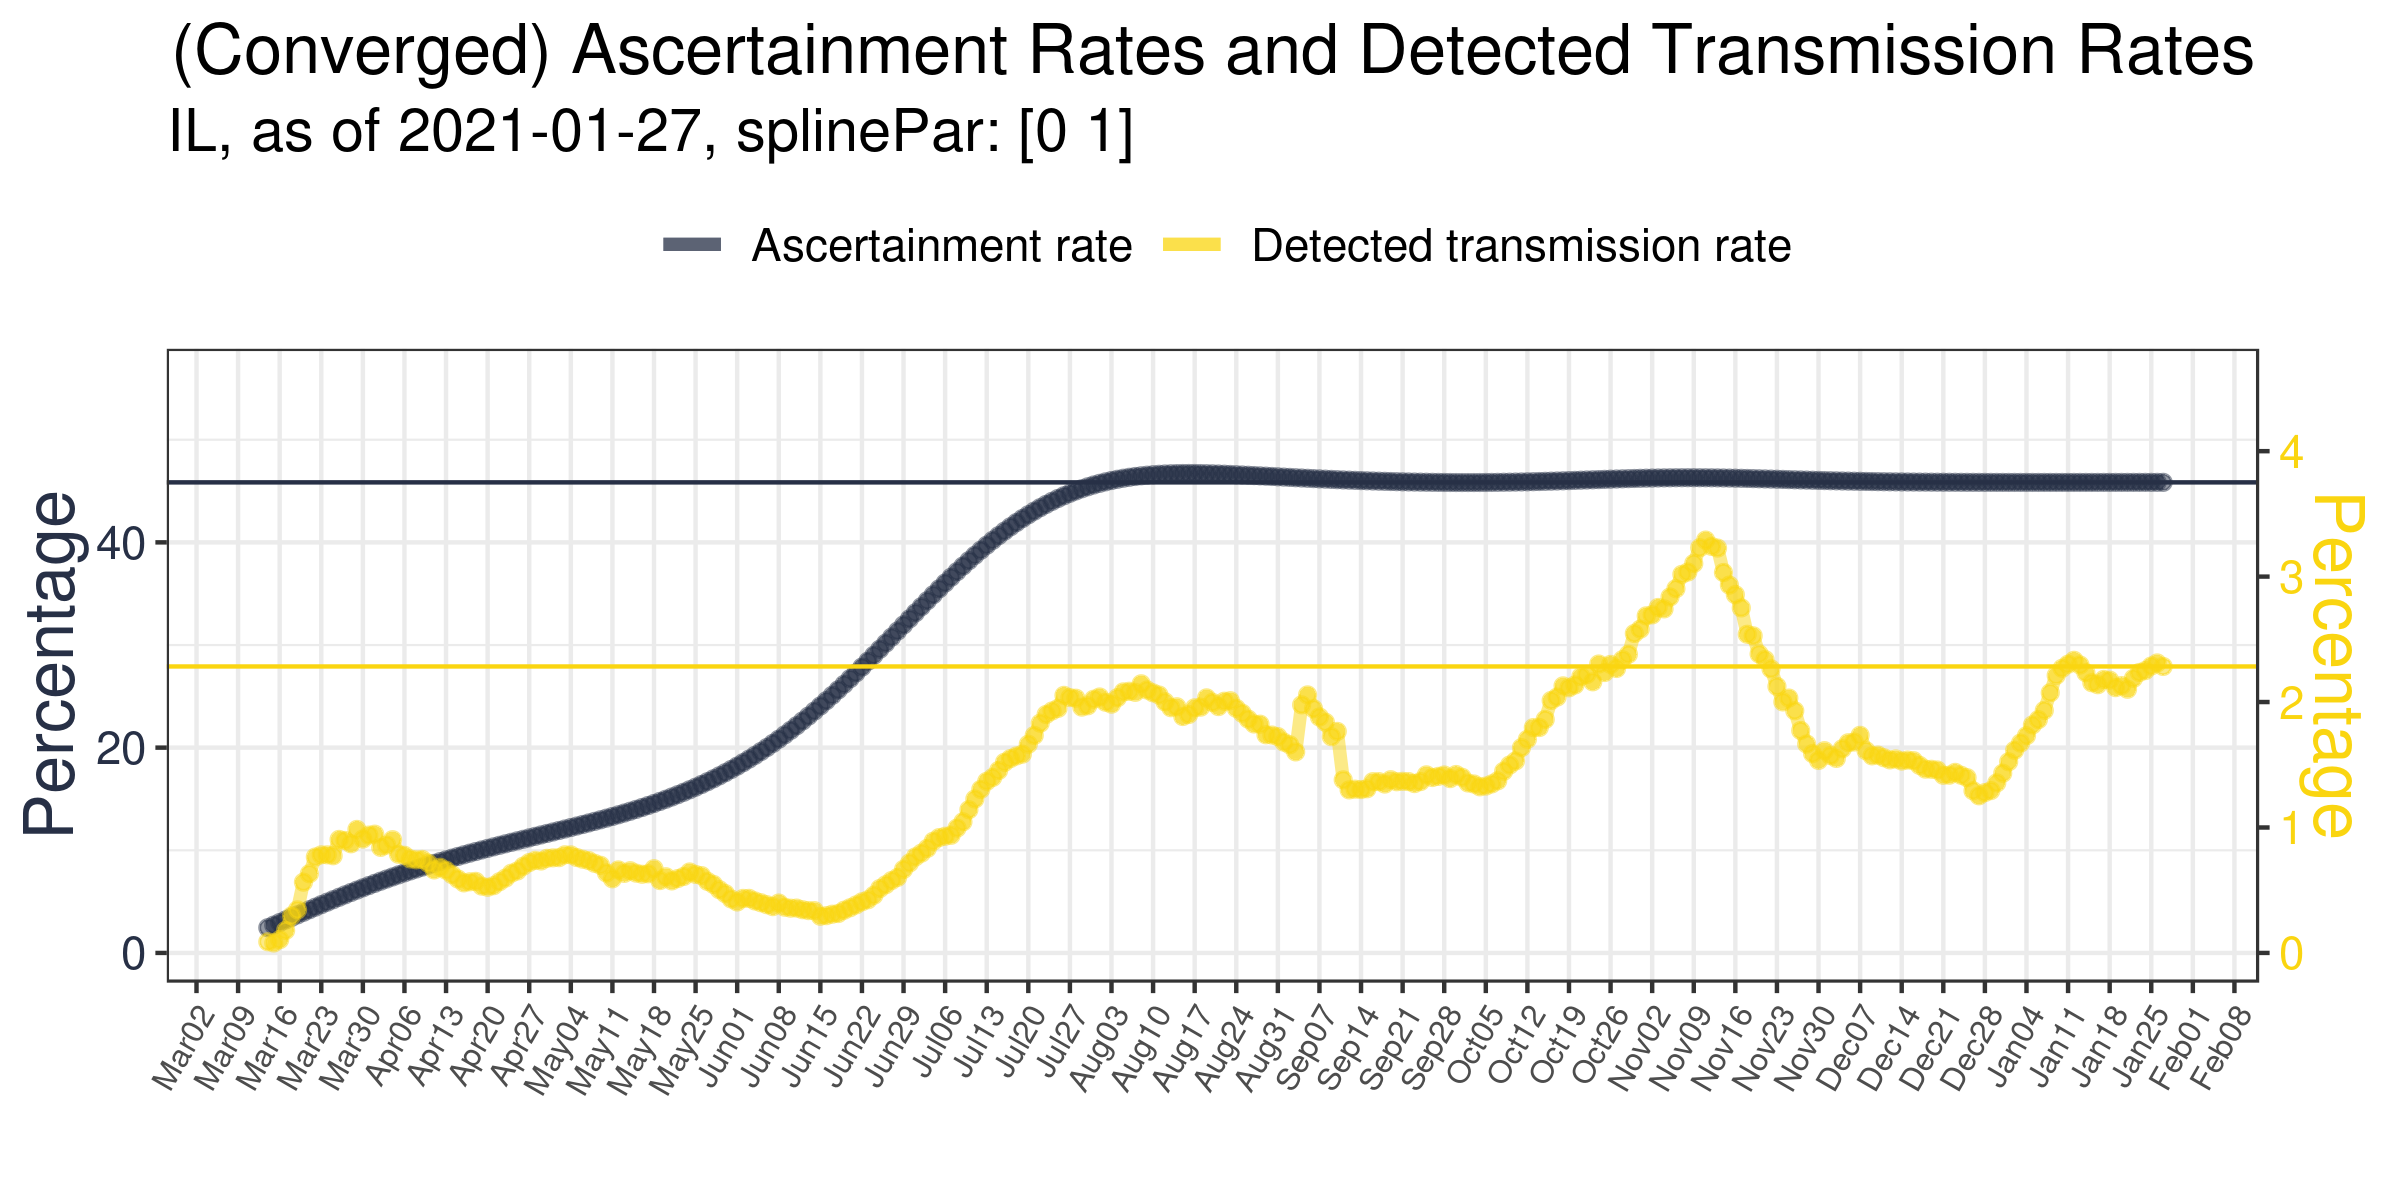 (Converged) Ascertainment Rates and Detected Transmission Rates
IL, as of 2021-01-27, splinePar: [0 1]
Ascertainment rate Detected transmission rate
Percentage
40
20
0
4
3
2
1
0
Percentage
Mar02 Mar09 Mar16 Mar23 Mar30 Apr06 Apr13 Apr20 Apr27 May04 May11 May18 May25 Jun01 Jun08 Jun15 Jun22 Jun29 Jul06 Jul13 Jul20 Jul27 Aug03 Aug10 Aug17 Aug24 Aug31 Sep07 Sep14 Sep21 Sep28 Oct05 Oct12 Oct19 Oct26 Nov02 Nov09 Nov16 Nov23 Nov30 Dec07 Dec14 Dec21 Dec28 Jan04 Jan11 Jan18 Jan25 Feb01 Feb08